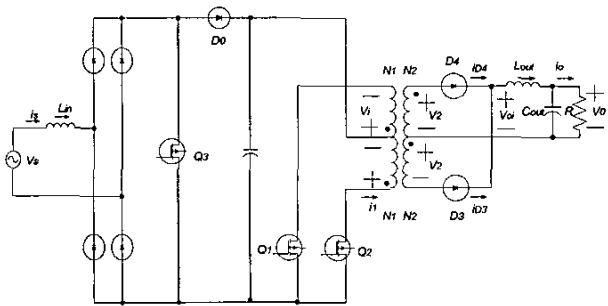 D0
N1 N2
D4
iD4
Lout
io
is
Lin
Vi
V2
Voi
Cout
R
Vo
Vs
Q3
V2
i1
N1 N2
D3
iD3
Q1
Q2